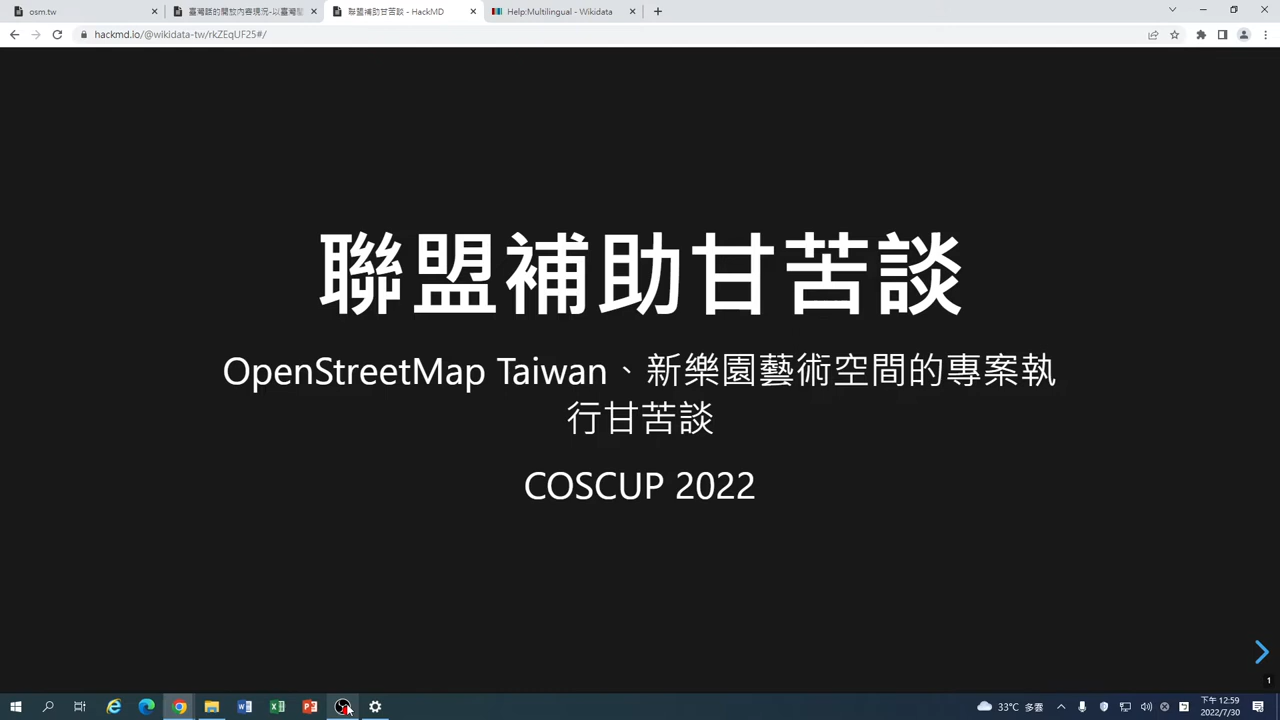 osm.tw
臺灣話的開放內容現況-以臺灣閩
聯盟補助甘苦談 - HackMD
Help:Multilingual - Wikidata
hackmd.io/@wikidata-tw/rkZEqUF25#/
聯盟補助甘苦談
OpenStreetMap Taiwan、新樂園藝術空間的專案執
行甘苦談
COSCUP 2022
1
33°C 多雲
下午 12:59
2022/7/30